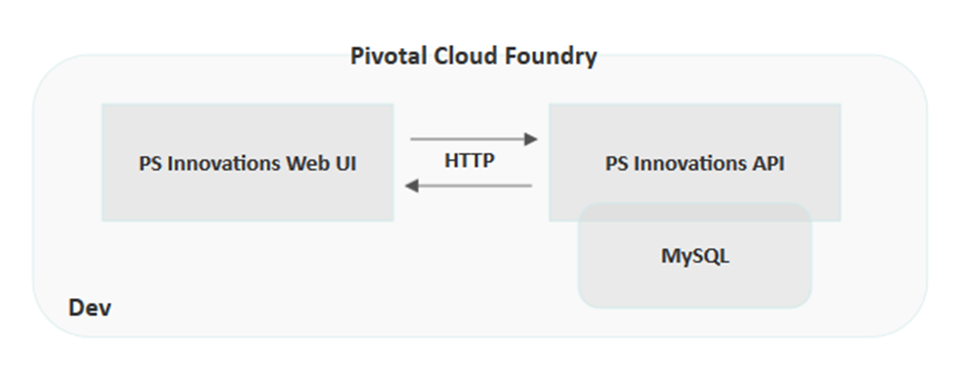 Pivotal Cloud Foundry
PS Innovations Web UI
HTTP
PS Innovations API
MySQL
Dev